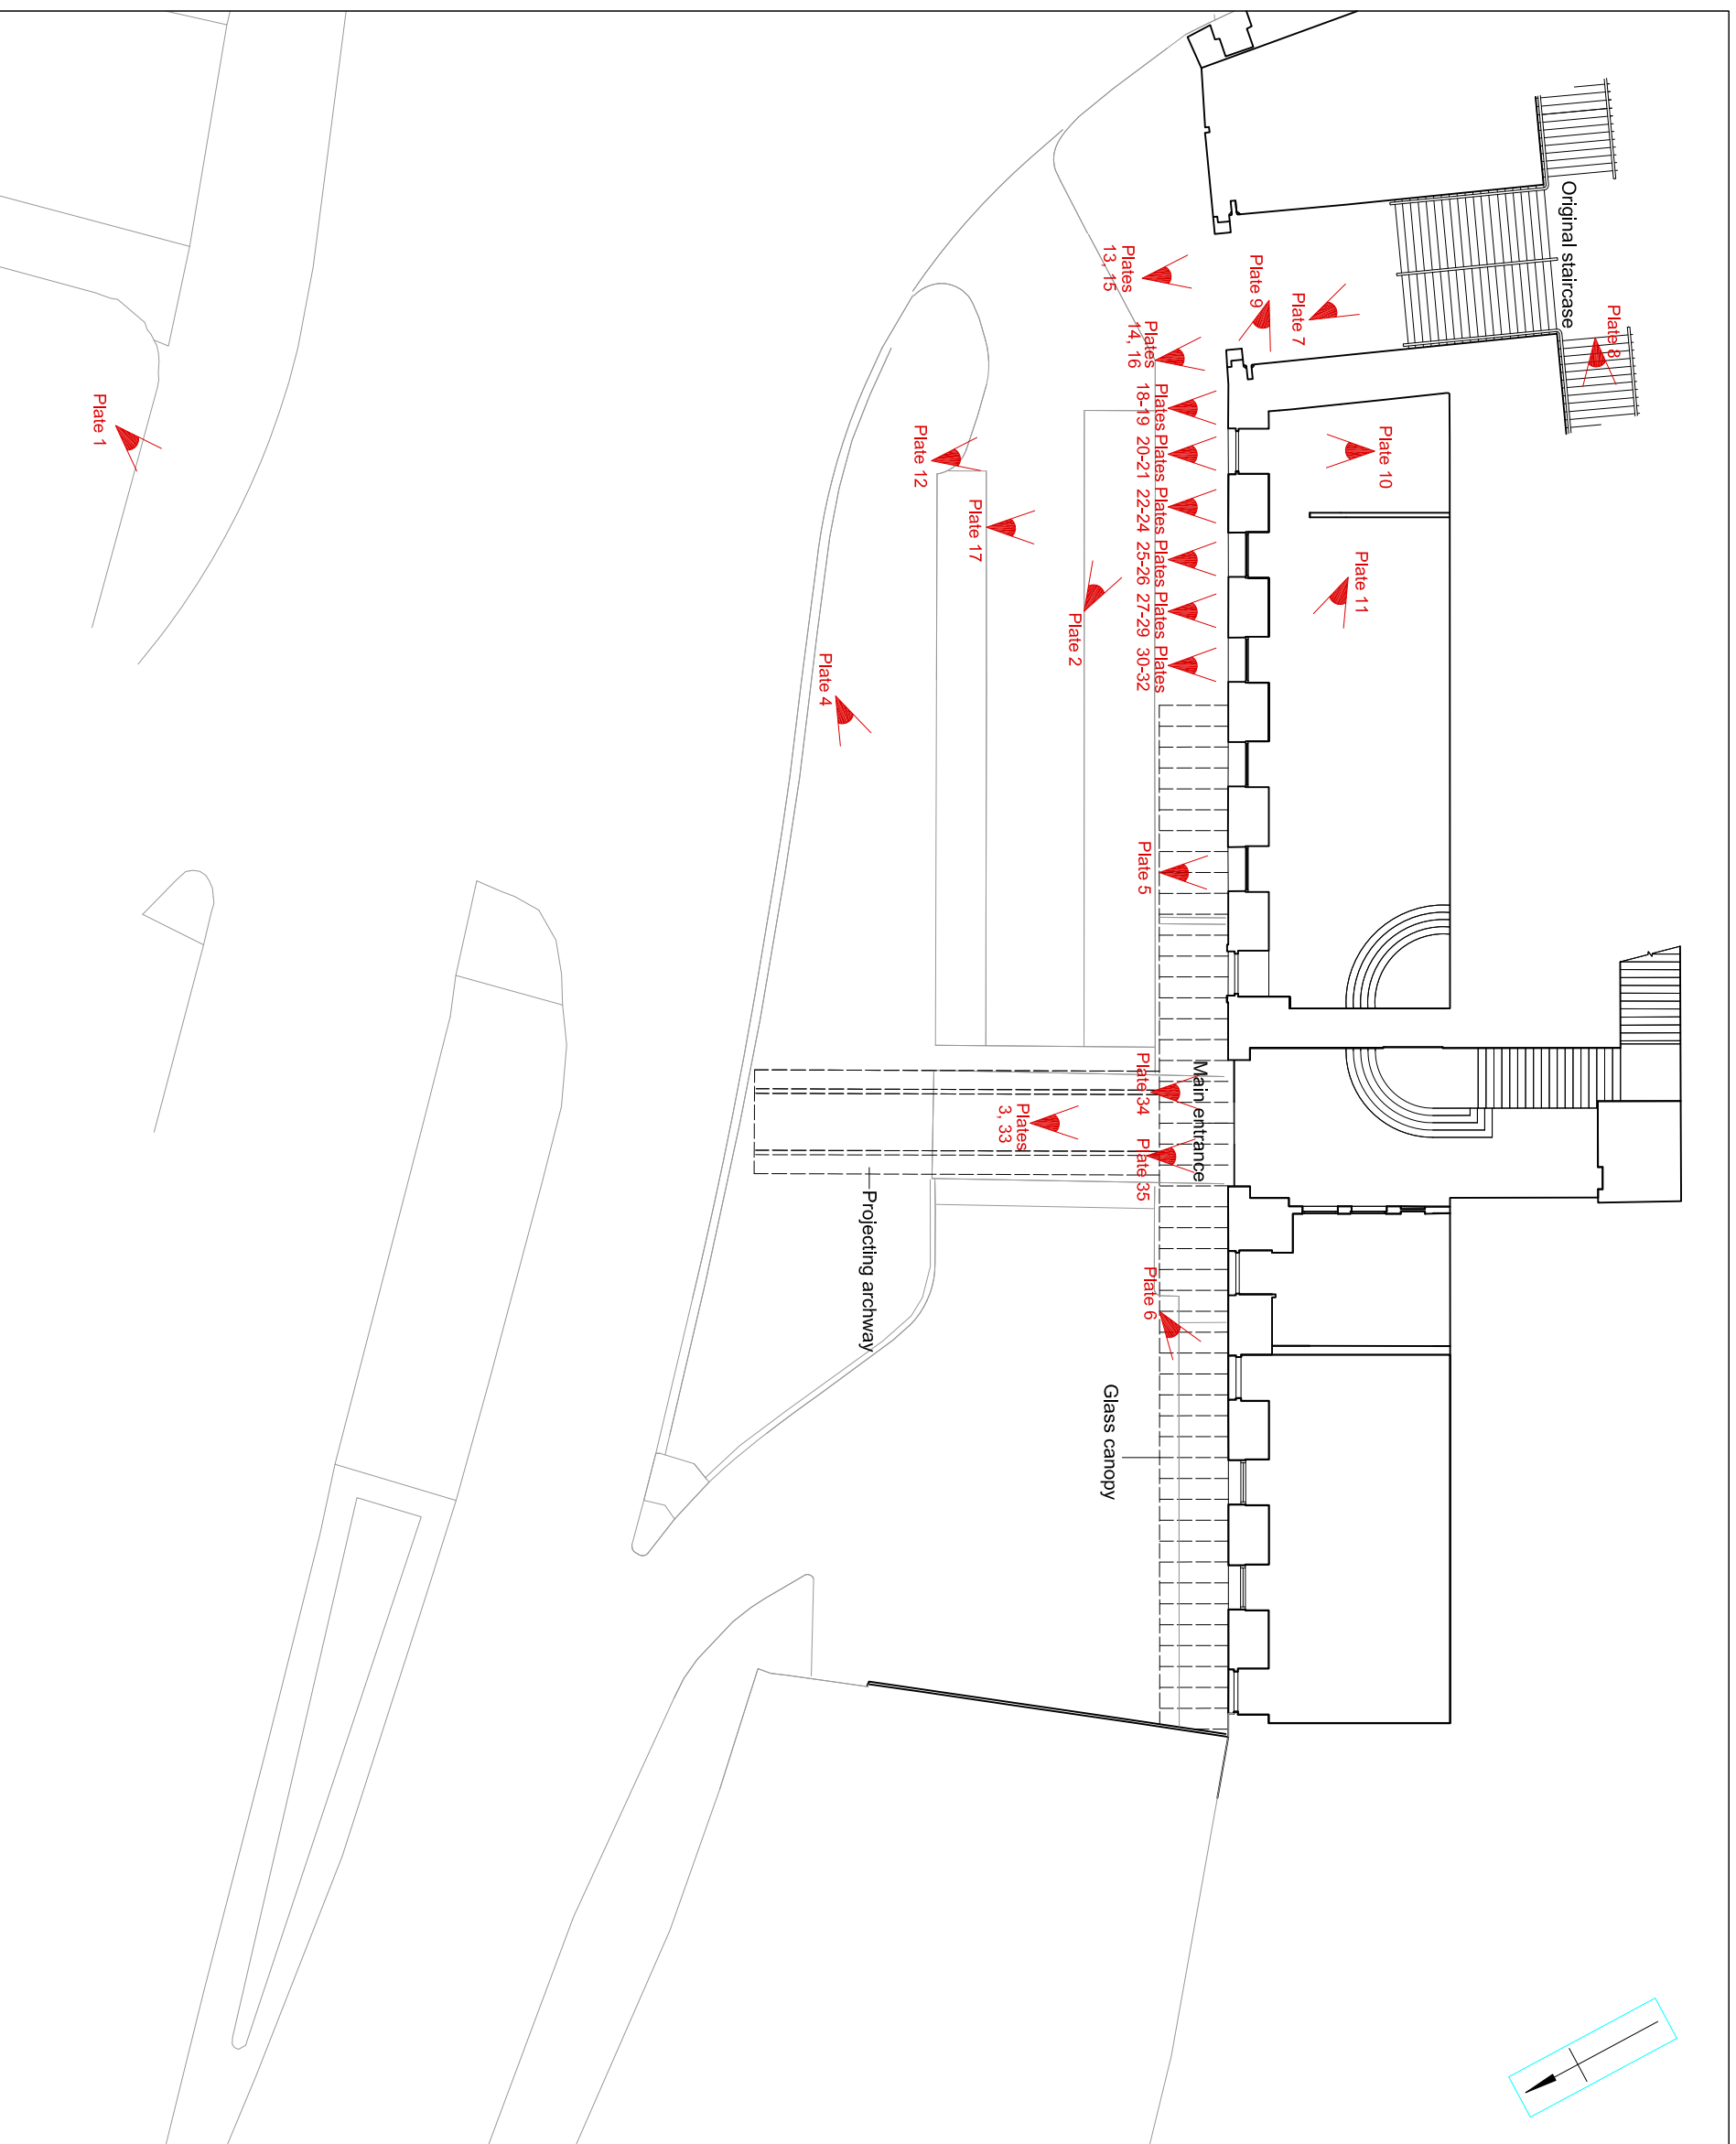 Original staircase
Plate 8
Plate 9
Plate 7
Plates
13, 15
Plates
14, 16
Plates
18-19
Plates
20-21
Plates
22-24
Plates
25-26
Plates
27-29
Plates
30-32
Plate 10
Plate 11
Plate 1
Plate 12
Plate 17
Plate 2
Plate 4
Plate 5
Main entrance
Plate 34
Plates
3, 33
Plate 35
Projecting archway
Plate 6
Glass canopy